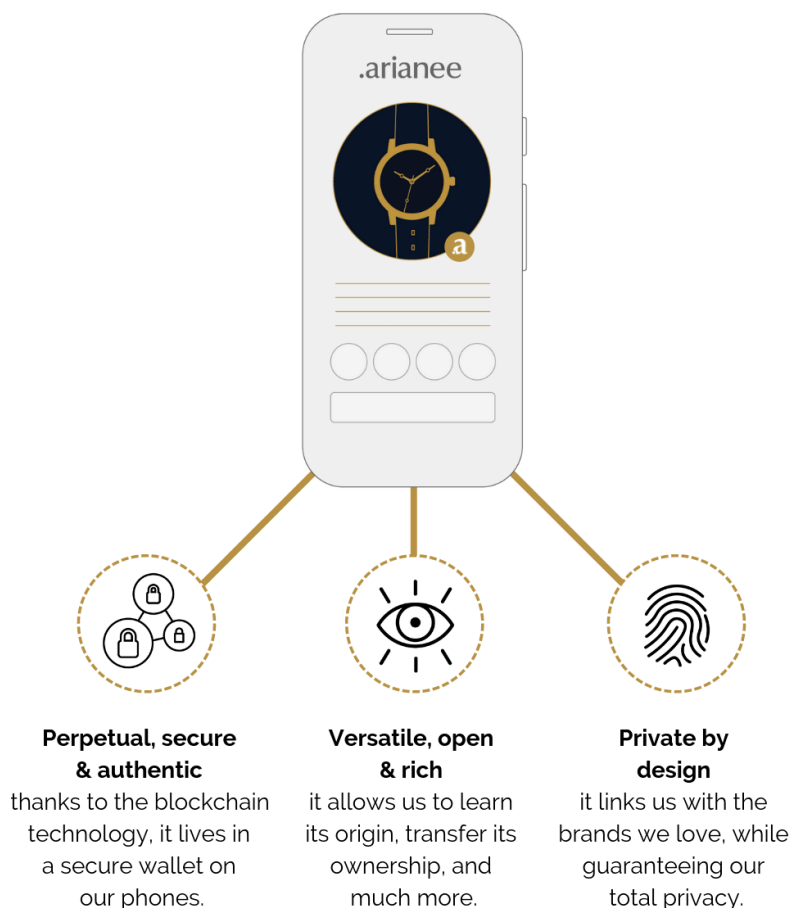 .arianee
a
Perpetual, secure
& authentic
thanks to the blockchain
technology, it lives in
a secure wallet on
our phones.
Versatile, open
& rich
it allows us to learn
its origin, transfer its
ownership, and
much more.
Private by
design
it links us with the
brands we love, while
guaranteeing our
total privacy.